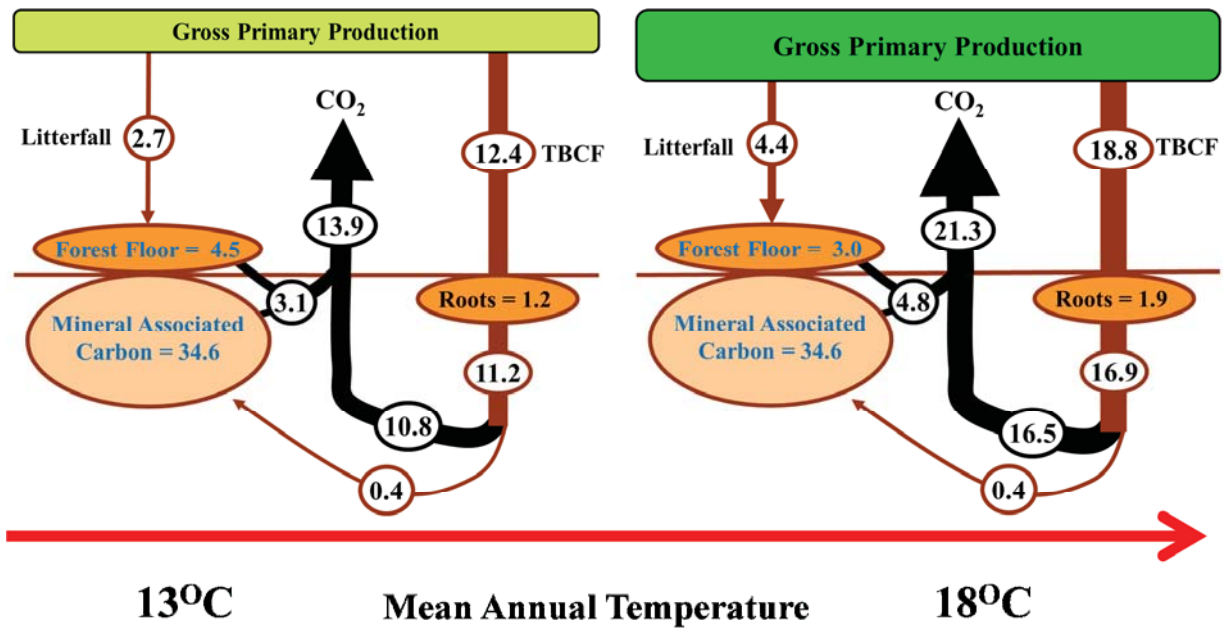 Gross Primary Production
CO₂
Litterfall
2.7
12.4
TBCF
13.9
Forest Floor = 4.5
3.1
Roots = 1.2
Mineral Associated
Carbon = 34.6
11.2
10.8
0.4
Gross Primary Production
CO₂
Litterfall
4.4
18.8
TBCF
21.3
Forest Floor = 3.0
4.8
Roots = 1.9
Mineral Associated
Carbon = 34.6
16.9
16.5
0.4
13ᴼC
Mean Annual Temperature
18ᴼC